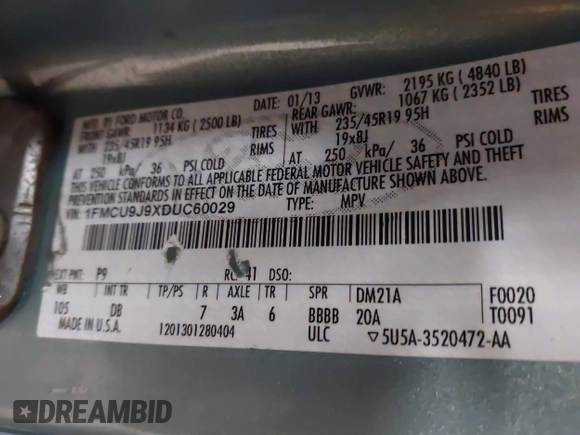 MFD. BY FORD MOTOR CO.
DATE: 01/13 GVWR: 2195 KG ( 4840 LB)
FRONT GAWR: 1134 KG ( 2500 LB) REAR GAWR: 1067 KG ( 2352 LB)
WITH 235/45R19 95H TIRES WITH 235/45R19 95H TIRES
19x8J RIMS 19x8J RIMS
AT 250 kPa/ 36 PSI COLD AT 250 kPa/ 36 PSI COLD
THIS VEHICLE CONFORMS TO ALL APPLICABLE FEDERAL MOTOR VEHICLE SAFETY AND THEFT
PREVENTION STANDARDS IN EFFECT ON THE DATE OF MANUFACTURE SHOWN ABOVE.
VIN: 1FMCU9J9XDUC60029 TYPE: MPV
EXT PNT: P9 RC: 41 DSO:
WB INT TR TP/PS R AXLE TR SPR DM21A F0020
105 DB 7 3A 6 BBBB 20A T0091
MADE IN U.S.A. 1201301280404 ULC ▽5U5A-3520472-AA
DREAMBID